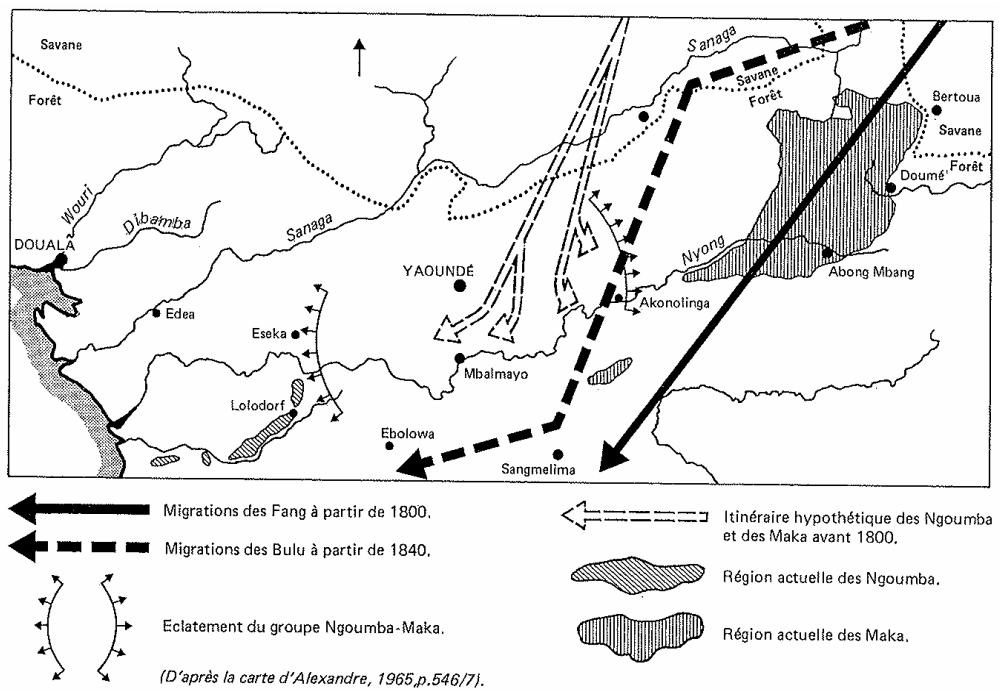 Savane
Forêt
Sanaga
Savane
Forêt
Bertoua
Savane
Forêt
Doumé
Wouri
Dibamba
DOUALA
Sanaga
Nyong
Abong Mbang
YAOUNDÉ
Akonolinga
Edea
Eseka
Mbalmayo
Lolodorf
Ebolowa
Sangmelima
Migrations des Fang à partir de 1800.
Migrations des Bulu à partir de 1840.
Eclatement du groupe Ngoumba-Maka.
(D'après la carte d'Alexandre, 1965,p.546/7).
Itinéraire hypothétique des Ngoumba
et des Maka avant 1800.
Région actuelle des Ngoumba.
Région actuelle des Maka.